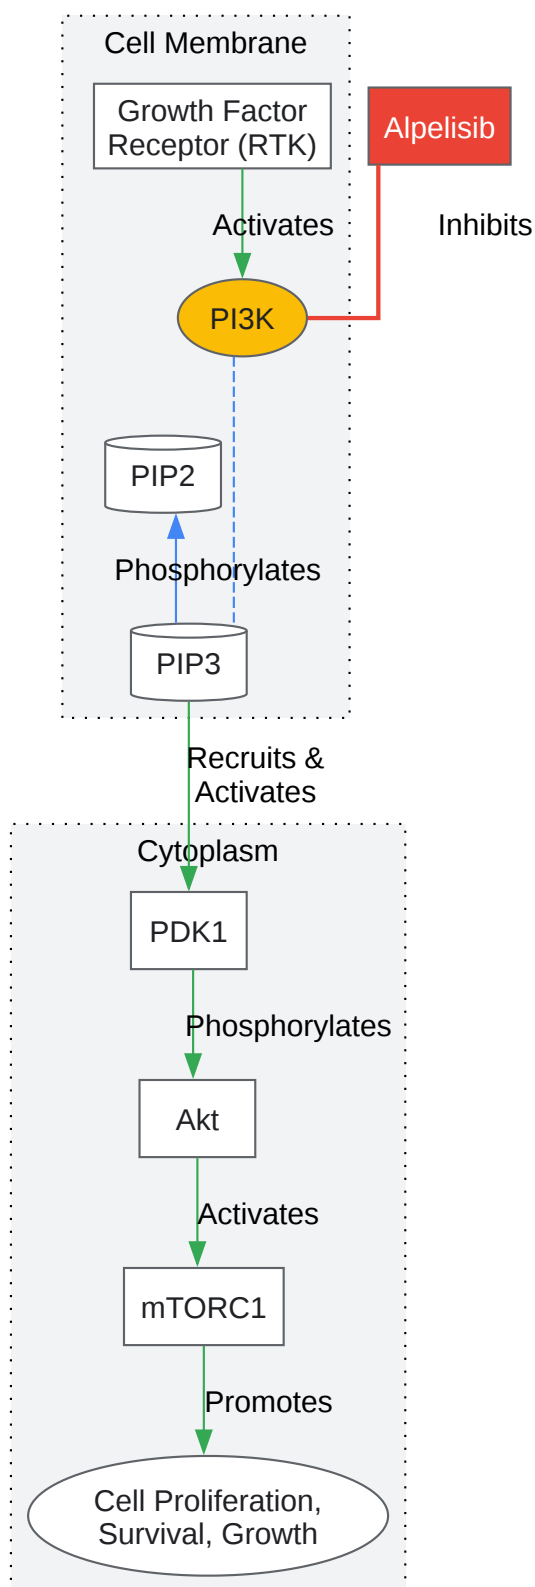 Cell Membrane
Growth Factor
Receptor (RTK)
Alpelisib
Activates
Inhibits
PI3K
PIP2
Phosphorylates
PIP3
Recruits &
Activates
Cytoplasm
PDK1
Phosphorylates
Akt
Activates
mTORC1
Promotes
Cell Proliferation,
Survival, Growth